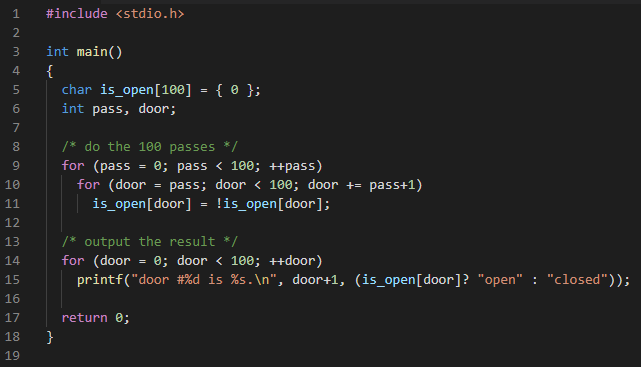 1 #include <stdio.h>
2
3 int main()
4 {
5   char is_open[100] = { 0 };
6   int pass, door;
7
8   /* do the 100 passes */
9   for (pass = 0; pass < 100; ++pass)
10     for (door = pass; door < 100; door += pass+1)
11       is_open[door] = !is_open[door];
12
13   /* output the result */
14   for (door = 0; door < 100; ++door)
15     printf("door #%d is %s.\n", door+1, (is_open[door]? "open" : "closed"));
16
17   return 0;
18 }
19